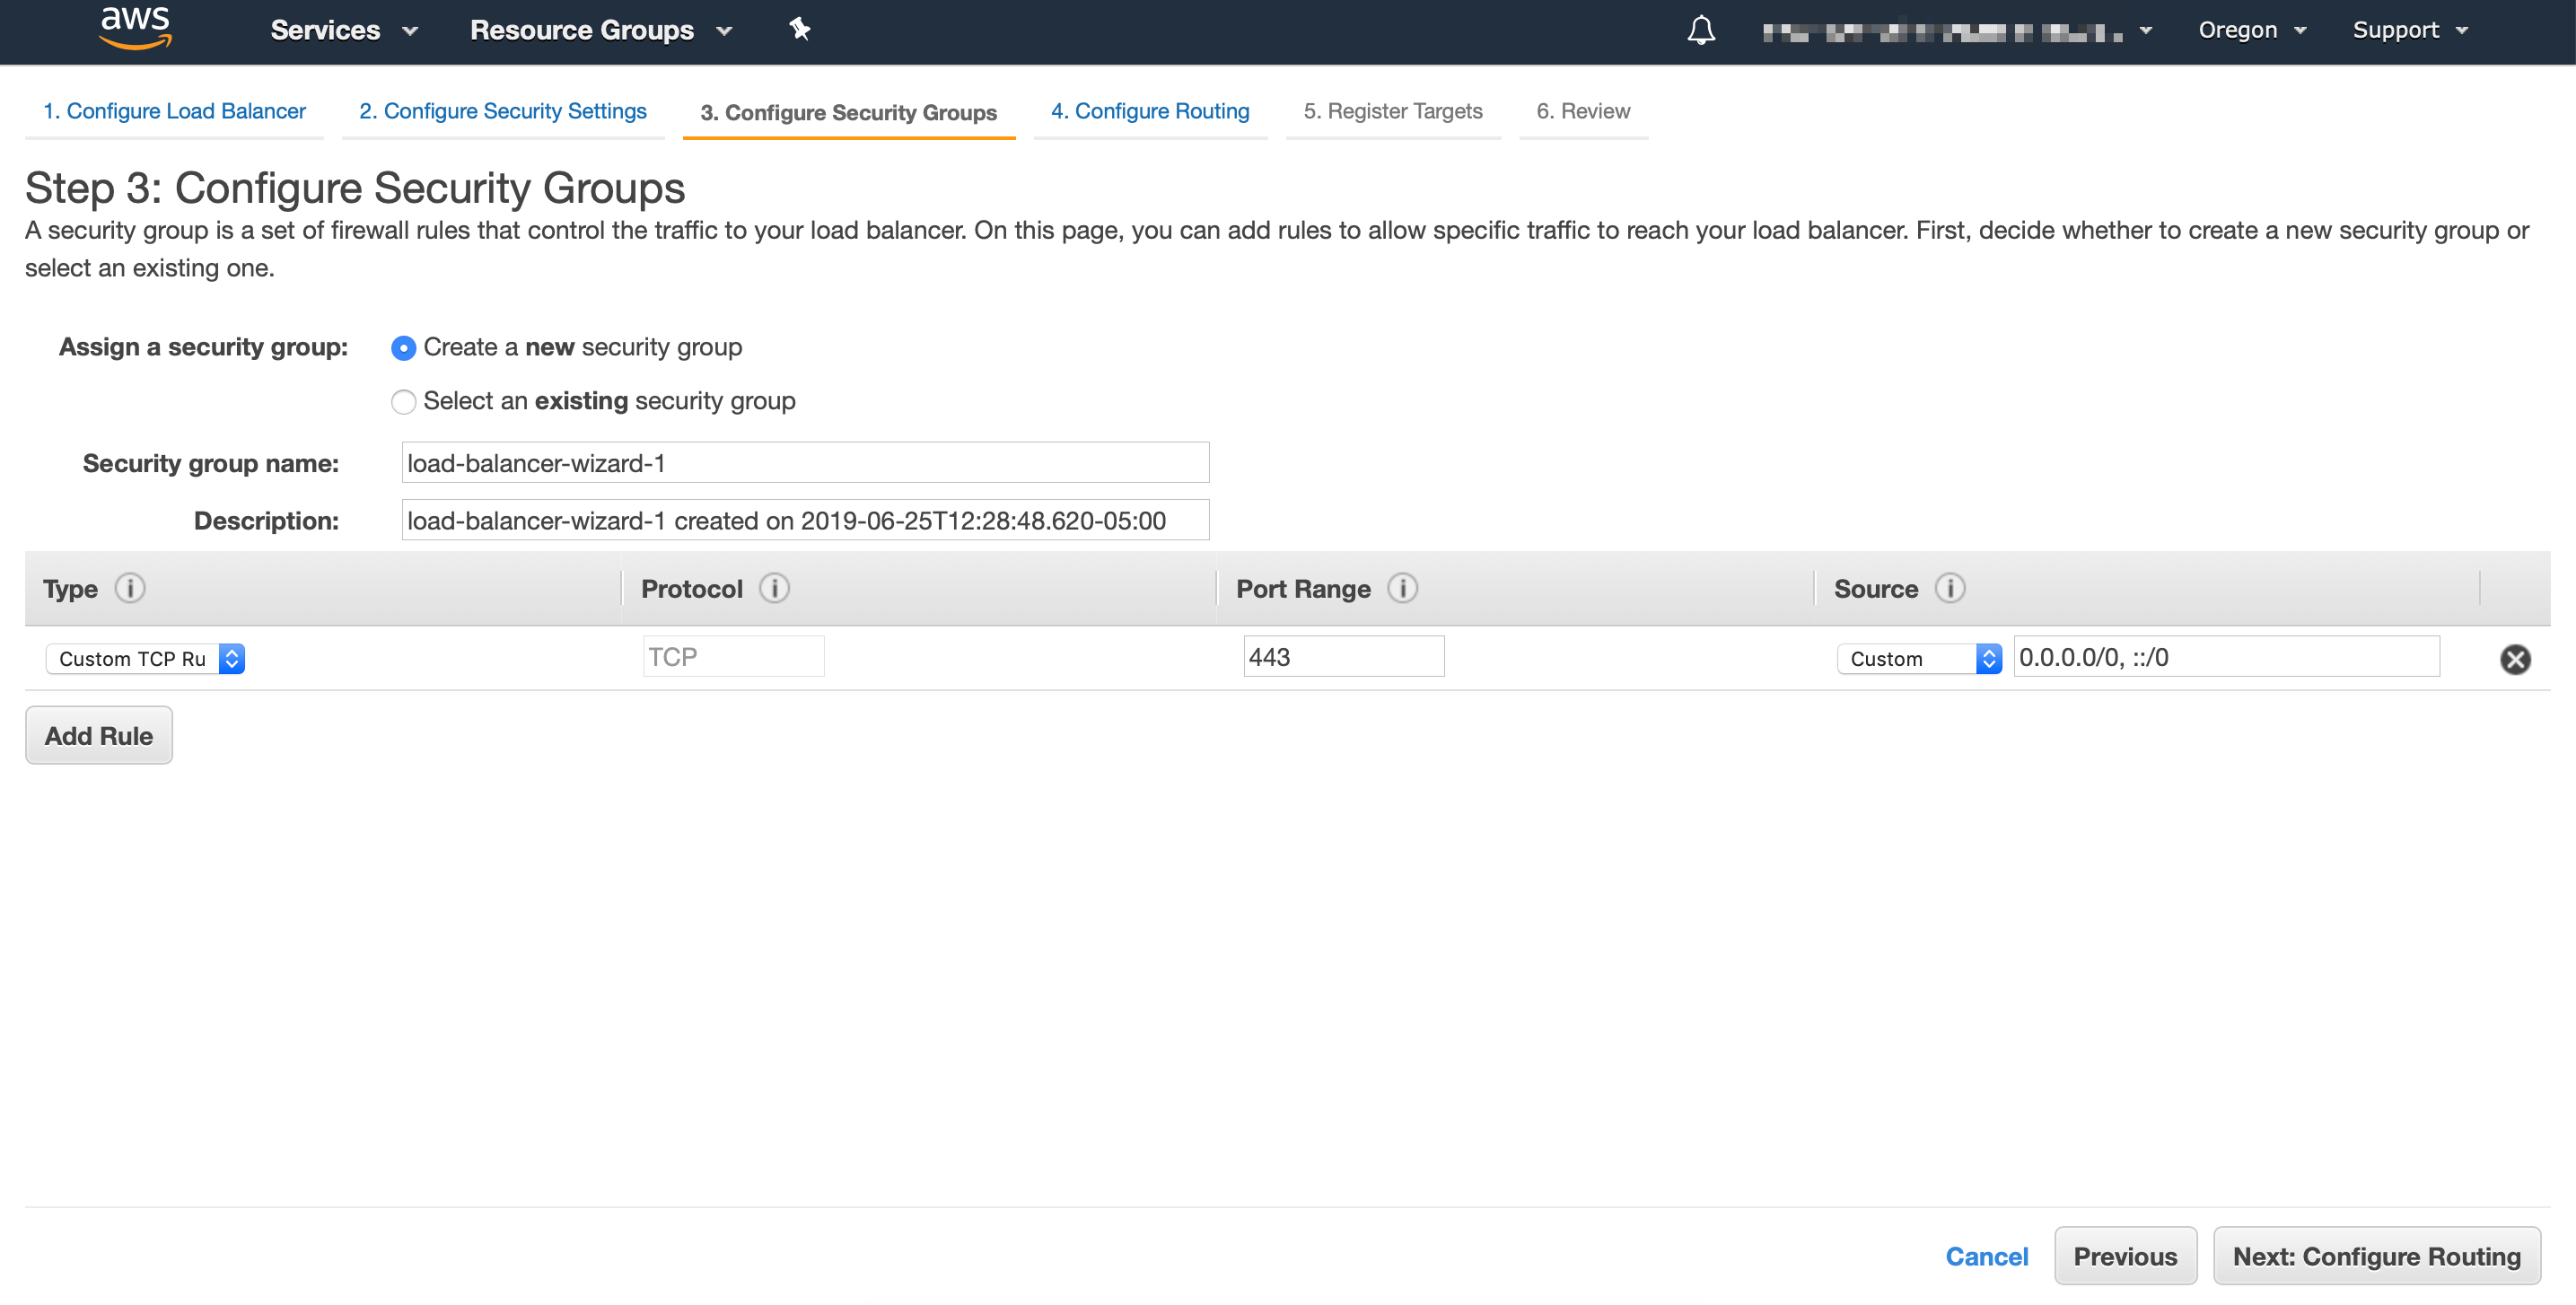 aws Services Resource Groups Oregon Support
1. Configure Load Balancer 2. Configure Security Settings 3. Configure Security Groups 4. Configure Routing 5. Register Targets 6. Review
Step 3: Configure Security Groups
A security group is a set of firewall rules that control the traffic to your load balancer. On this page, you can add rules to allow specific traffic to reach your load balancer. First, decide whether to create a new security group or
select an existing one.
Assign a security group: Create a new security group
Select an existing security group
Security group name: load-balancer-wizard-1
Description: load-balancer-wizard-1 created on 2019-06-25T12:28:48.620-05:00
Type i Protocol i Port Range i Source i
Custom TCP Ru TCP 443 Custom 0.0.0.0/0, ::/0
Add Rule
Cancel Previous Next: Configure Routing